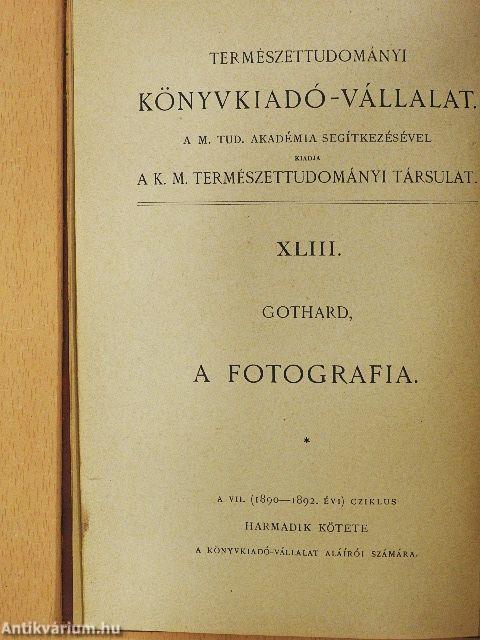 TERMÉSZETTUDOMÁNYI
KÖNYVKIADÓ-VÁLLALAT.
A M. TUD. AKADÉMIA SEGÍTKEZÉSÉVEL
KIADJA
A K. M. TERMÉSZETTUDOMÁNYI TÁRSULAT.
XLIII.
GOTHARD,
A FOTOGRAFIA.
*
A VII. (1890—1892. ÉVI) CZIKLUS
HARMADIK KÖTETE
A KÖNYVKIADÓ-VÁLLALAT ALÁÍRÓI SZÁMÁRA.
Antikvárium.hu